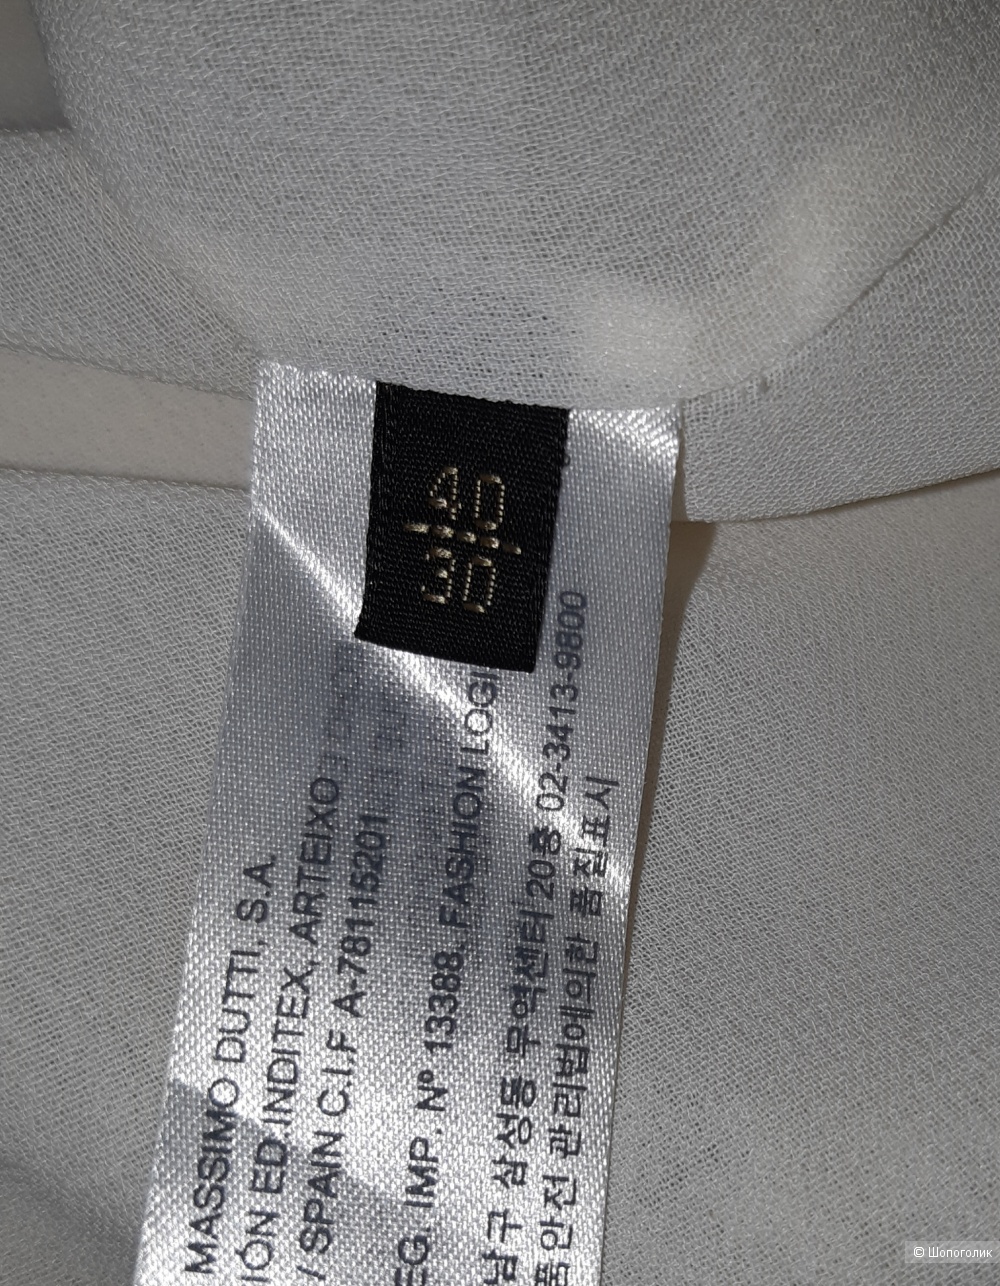 40
30
MASSIMO DUTTI, S.A.
IÓN ED.INDITEX, ARTEIXO
/ SPAIN C.I.F A-78115201
EG. IMP. Nº 13388. FASHION LOGI
남구 삼성동 무역센터 20층 02-3413-9800
품안전 관리법에의한 품질표시
© Шопоголик